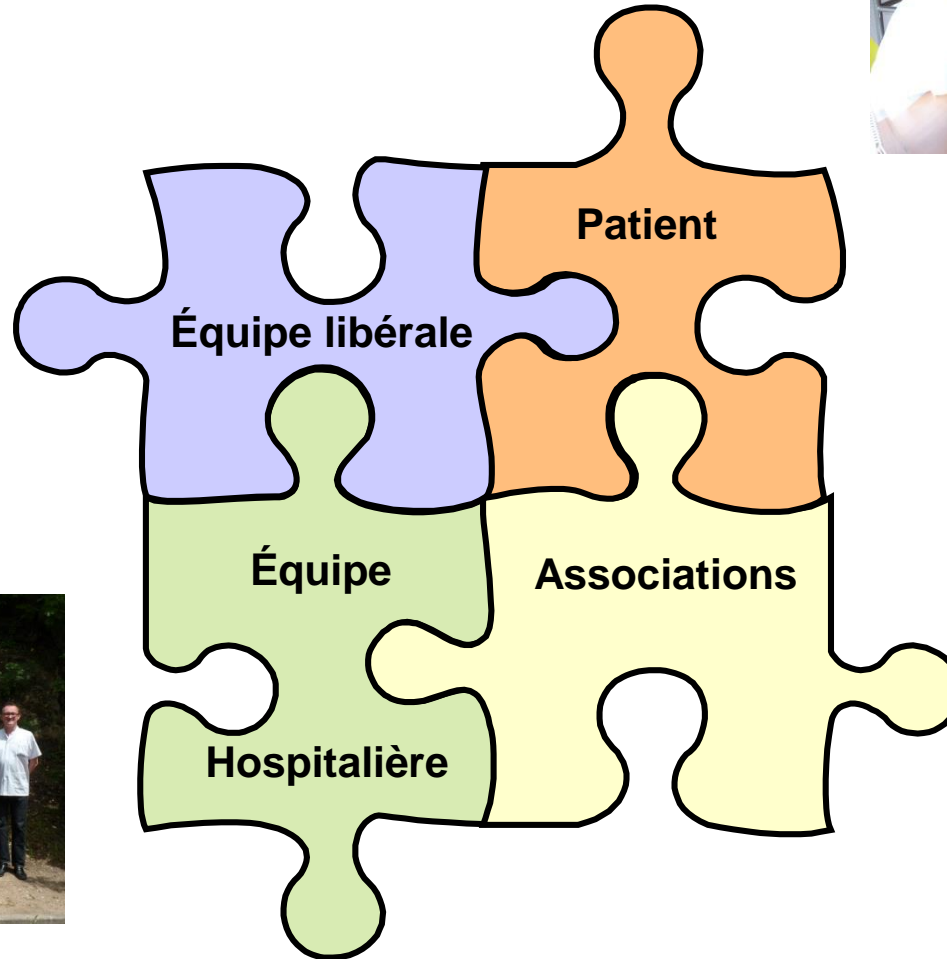 Patient
Équipe libérale
Équipe
Associations
Hospitalière